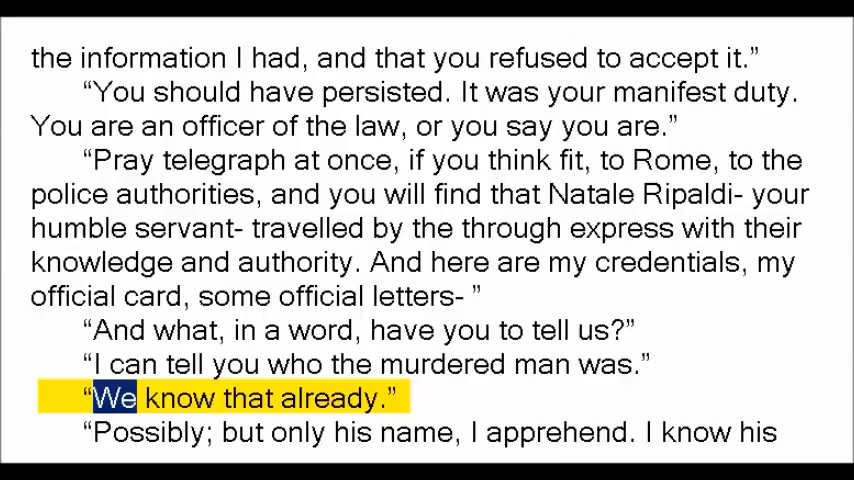 the information I had, and that you refused to accept it.”
“You should have persisted. It was your manifest duty.
You are an officer of the law, or you say you are.”
“Pray telegraph at once, if you think fit, to Rome, to the
police authorities, and you will find that Natale Ripaldi- your
humble servant- travelled by the through express with their
knowledge and authority. And here are my credentials, my
official card, some official letters- ”
“And what, in a word, have you to tell us?”
“I can tell you who the murdered man was.”
“We know that already.”
“Possibly; but only his name, I apprehend. I know his